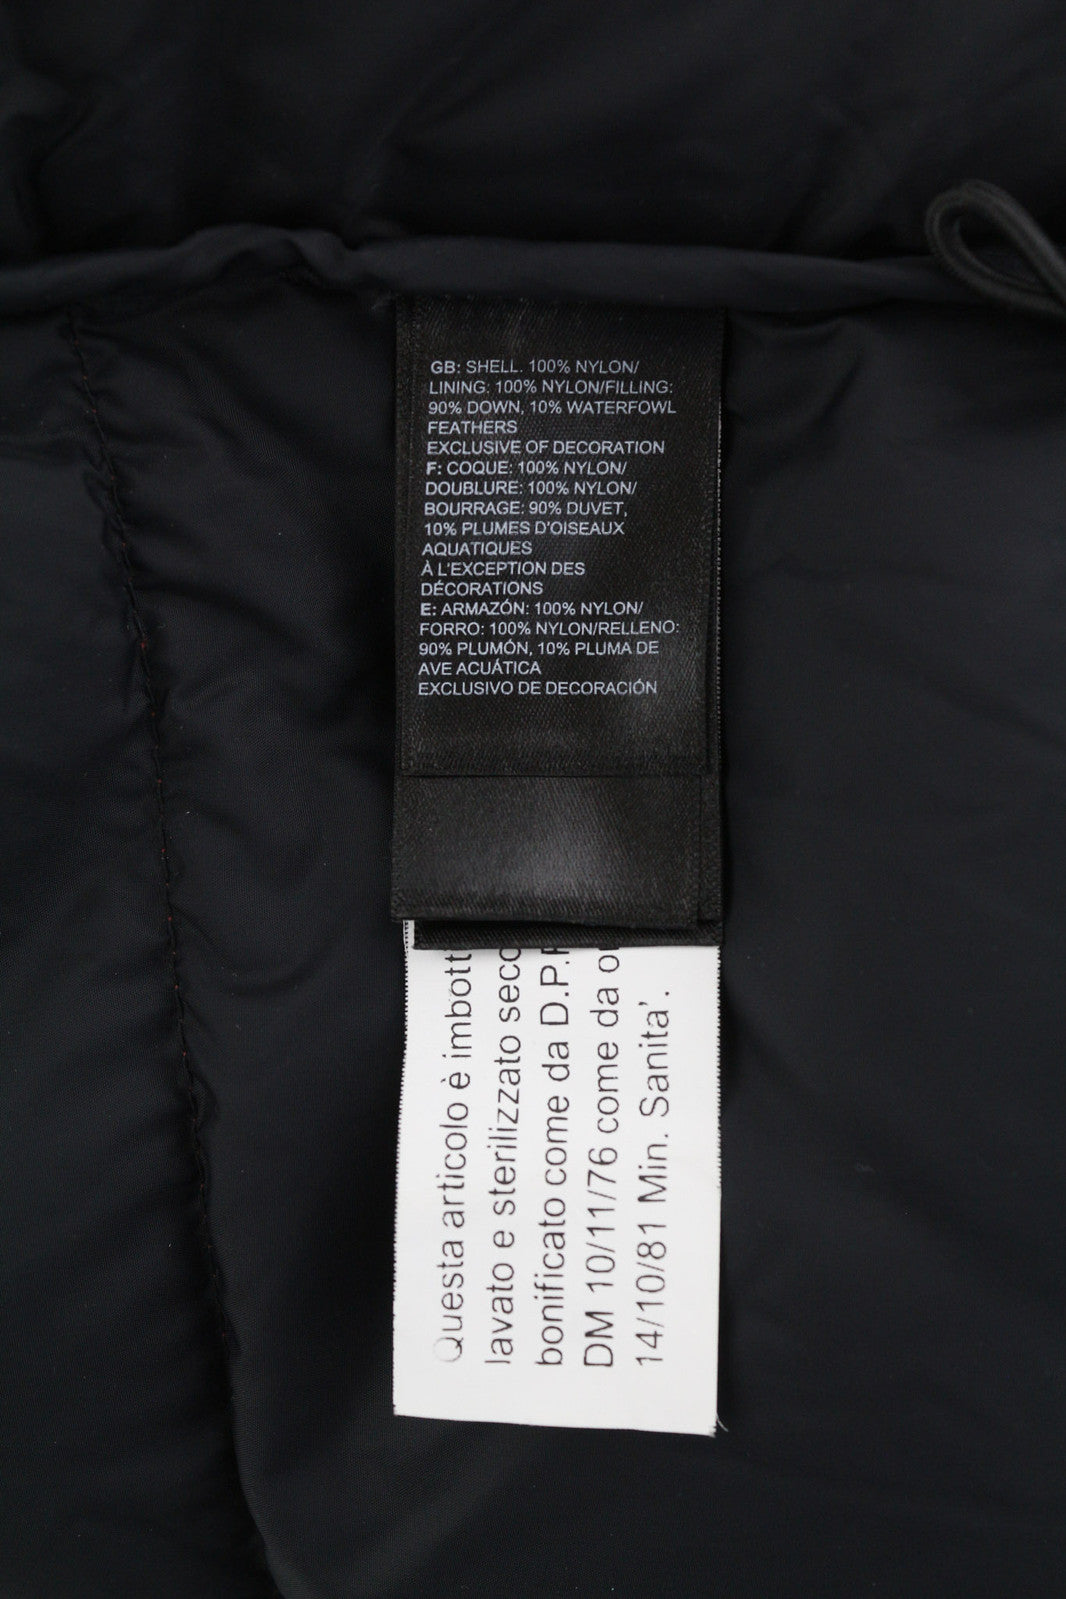 GB: SHELL. 100% NYLON/
LINING: 100% NYLON/FILLING:
90% DOWN, 10% WATERFOWL
FEATHERS
EXCLUSIVE OF DECORATION
F: COQUE: 100% NYLON/
DOUBLURE: 100% NYLON/
BOURRAGE: 90% DUVET,
10% PLUMES D'OISEAUX
AQUATIQUES
À L'EXCEPTION DES
DÉCORATIONS
E: ARMAZÓN: 100% NYLON/
FORRO: 100% NYLON/RELLENO:
90% PLUMÓN, 10% PLUMA DE
AVE ACUÁTICA
EXCLUSIVO DE DECORACIÓN
Questa articolo è
lavato e sterilizzato
bonificato come da
DM 10/11/76 come da
14/10/81 Min. Sanita'.